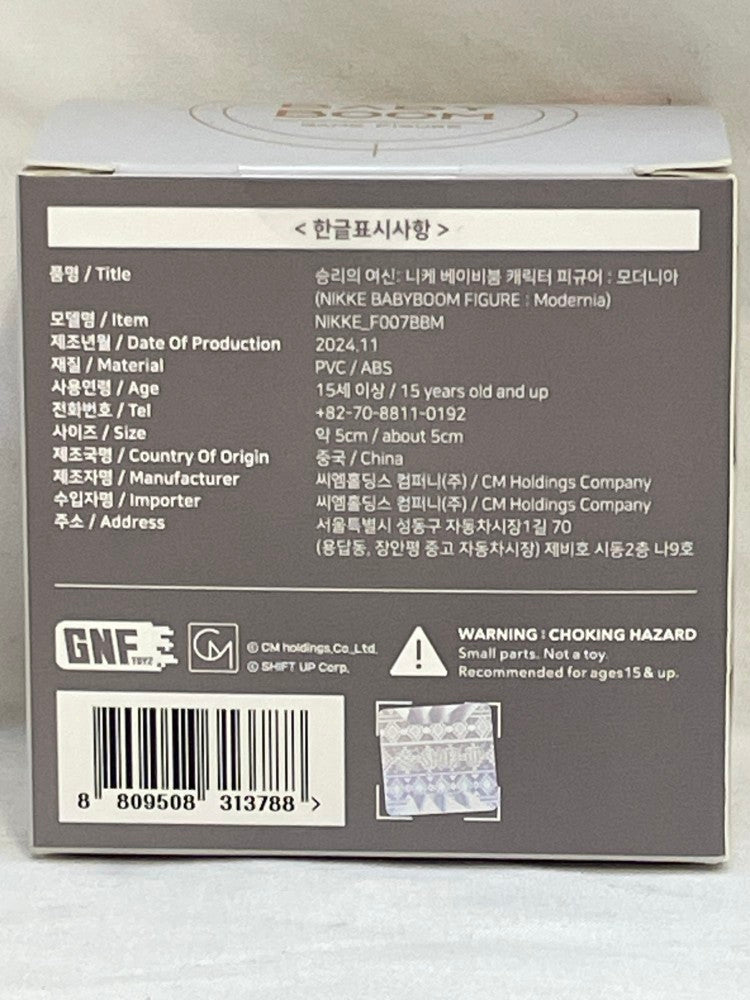 BABY
BOOM
GAME FIGURE
< 한글표시사항 >
품명 / Title 승리의 여신: 니케 베이비붐 캐릭터 피규어 : 모더니아
(NIKKE BABYBOOM FIGURE : Modernia)
모델명 / Item NIKKE_F007BBM
제조년월 / Date Of Production 2024.11
재질 / Material PVC / ABS
사용연령 / Age 15세 이상 / 15 years old and up
전화번호 / Tel +82-70-8811-0192
사이즈 / Size 약 5cm / about 5cm
제조국명 / Country Of Origin 중국 / China
제조자명 / Manufacturer 씨엠홀딩스 컴퍼니(주) / CM Holdings Company
수입자명 / Importer 씨엠홀딩스 컴퍼니(주) / CM Holdings Company
주소 / Address 서울특별시 성동구 자동차시장1길 70
(용답동, 장안평 중고 자동차시장) 제비호 시동2층 나9호
GNF
TOYZ
CM
© CM holdings.Co.,Ltd.
© SHIFT UP Corp.
WARNING : CHOKING HAZARD
Small parts. Not a toy.
Recommended for ages 15 & up.
8 809508 313788 >